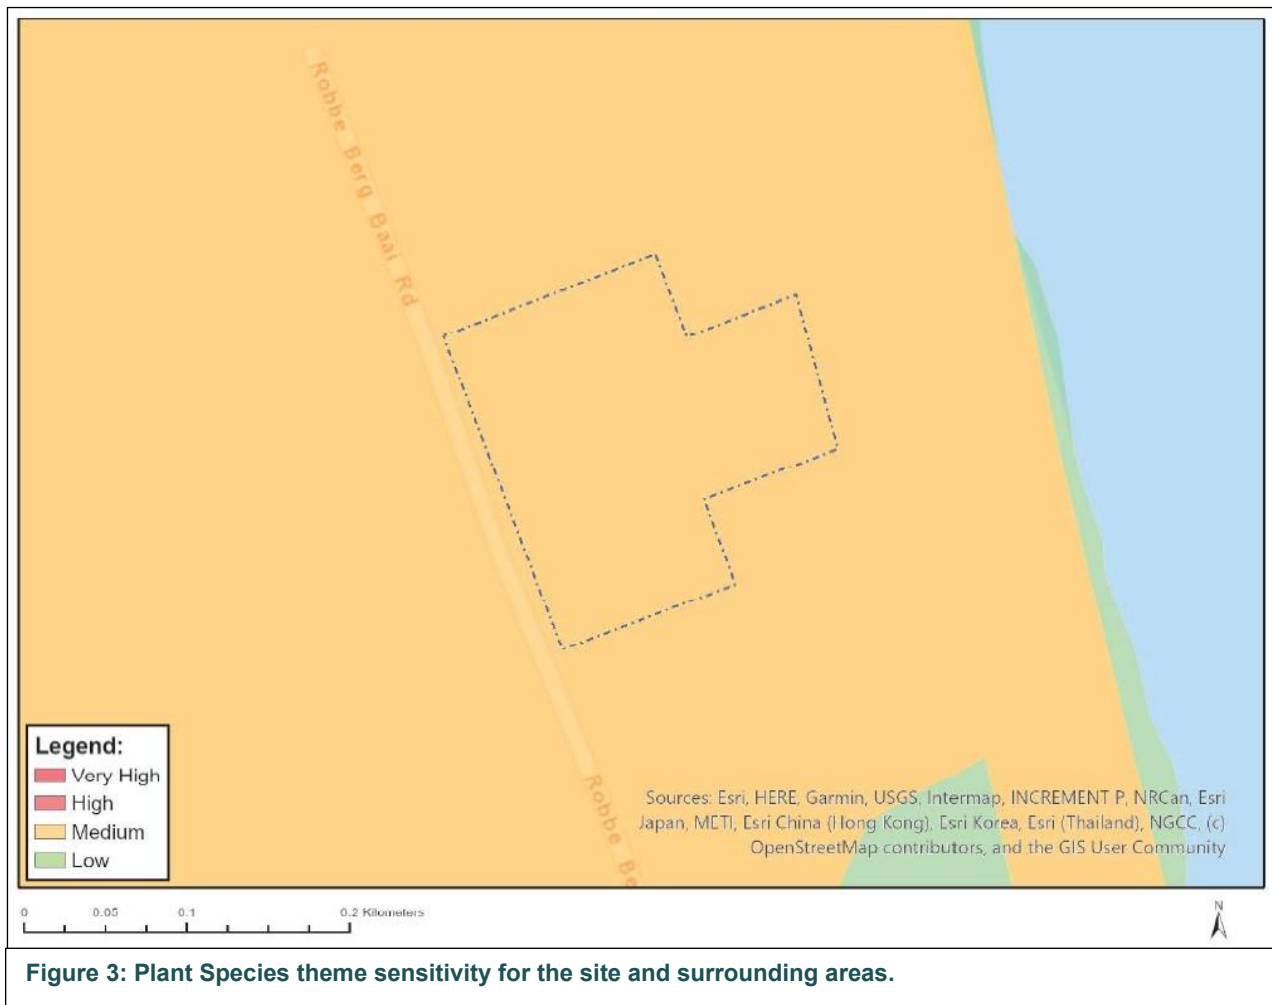 Robbe Berg Baai Rd
Robbe Be
Legend:
Very High
High
Medium
Low
Sources: Esri, HERE, Garmin, USGS, Intermap, INCREMENT P, NRCan, Esri
Japan, METI, Esri China (Hong Kong), Esri Korea, Esri (Thailand), NGCC, (c)
OpenStreetMap contributors, and the GIS User Community
0 0.05 0.1 0.2 Kilometers
N
Figure 3: Plant Species theme sensitivity for the site and surrounding areas.